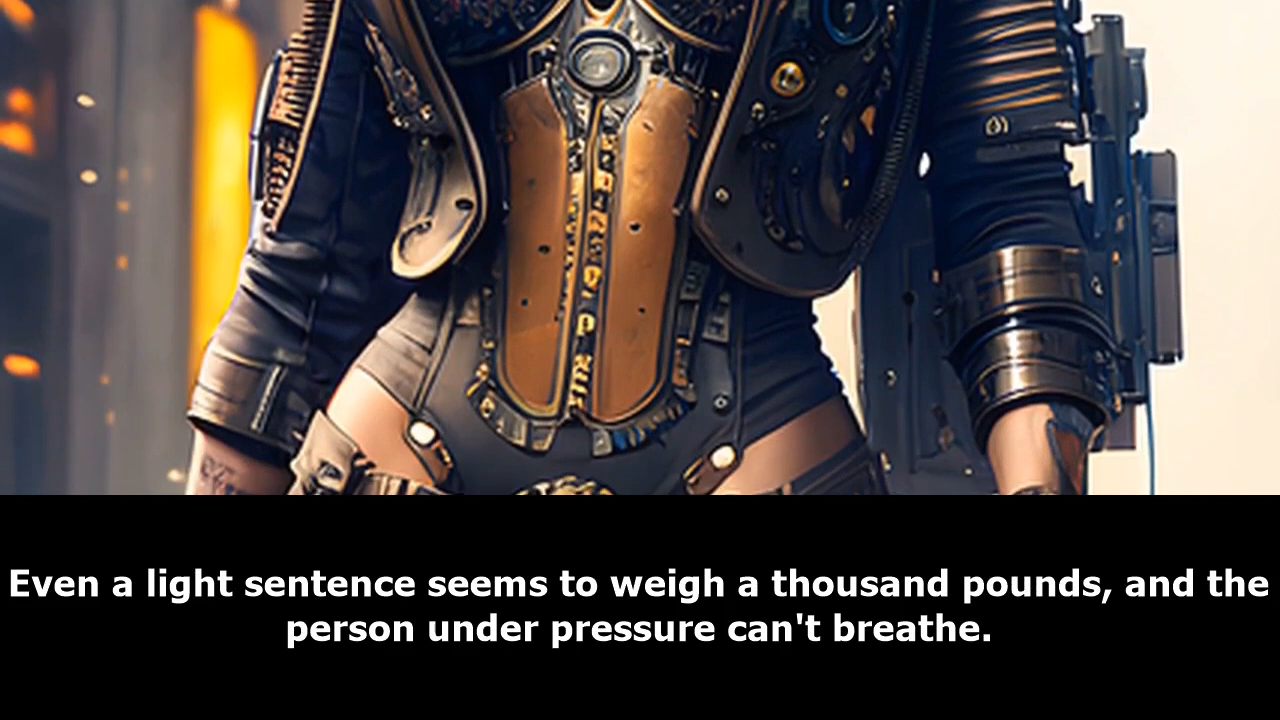 Even a light sentence seems to weigh a thousand pounds, and the
person under pressure can't breathe.